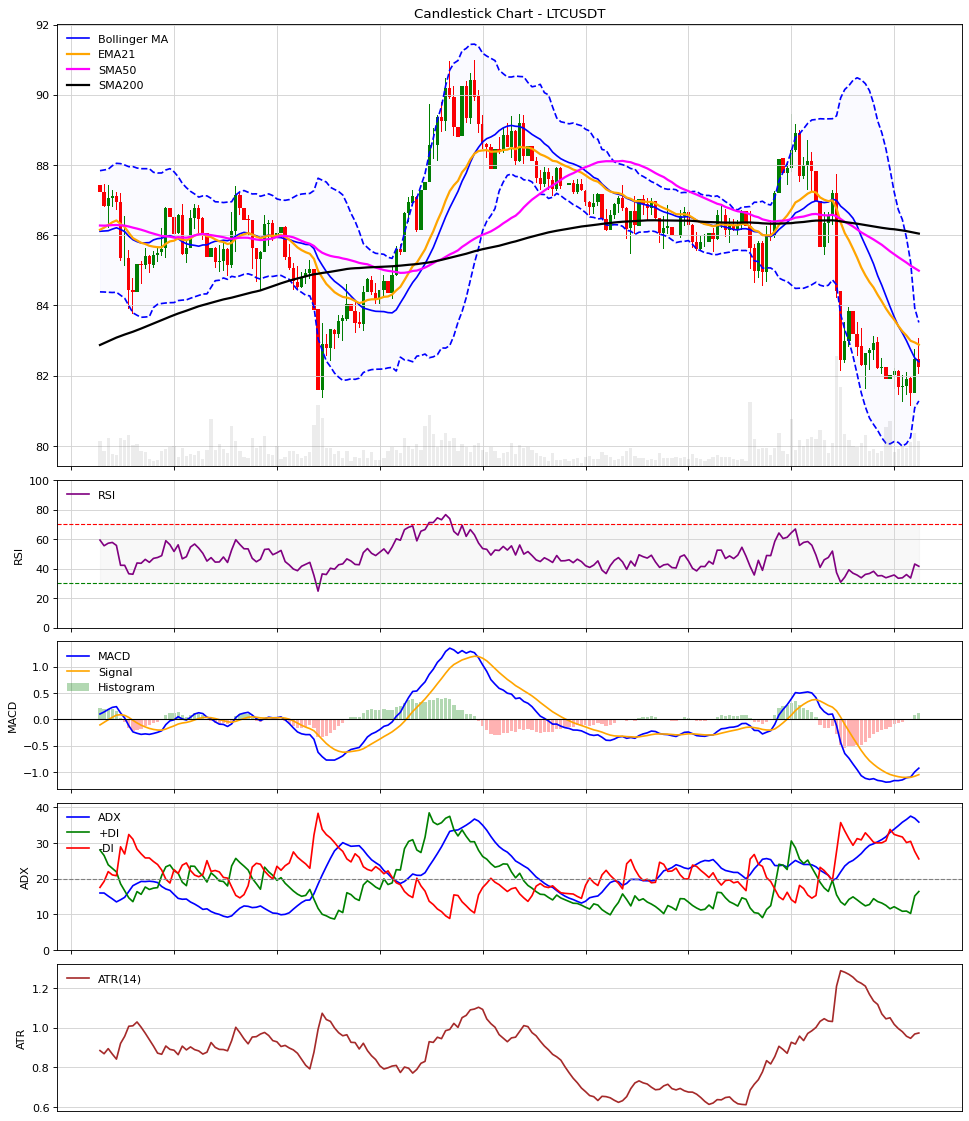 Candlestick Chart - LTCUSDT
92
90
88
86
84
82
80
Bollinger MA
EMA21
SMA50
SMA200
100
80
60
40
20
0
RSI
RSI
1.0
0.5
0.0
−0.5
−1.0
MACD
MACD
Signal
Histogram
40
30
20
10
0
ADX
ADX
+DI
-DI
1.2
1.0
0.8
0.6
ATR
ATR(14)